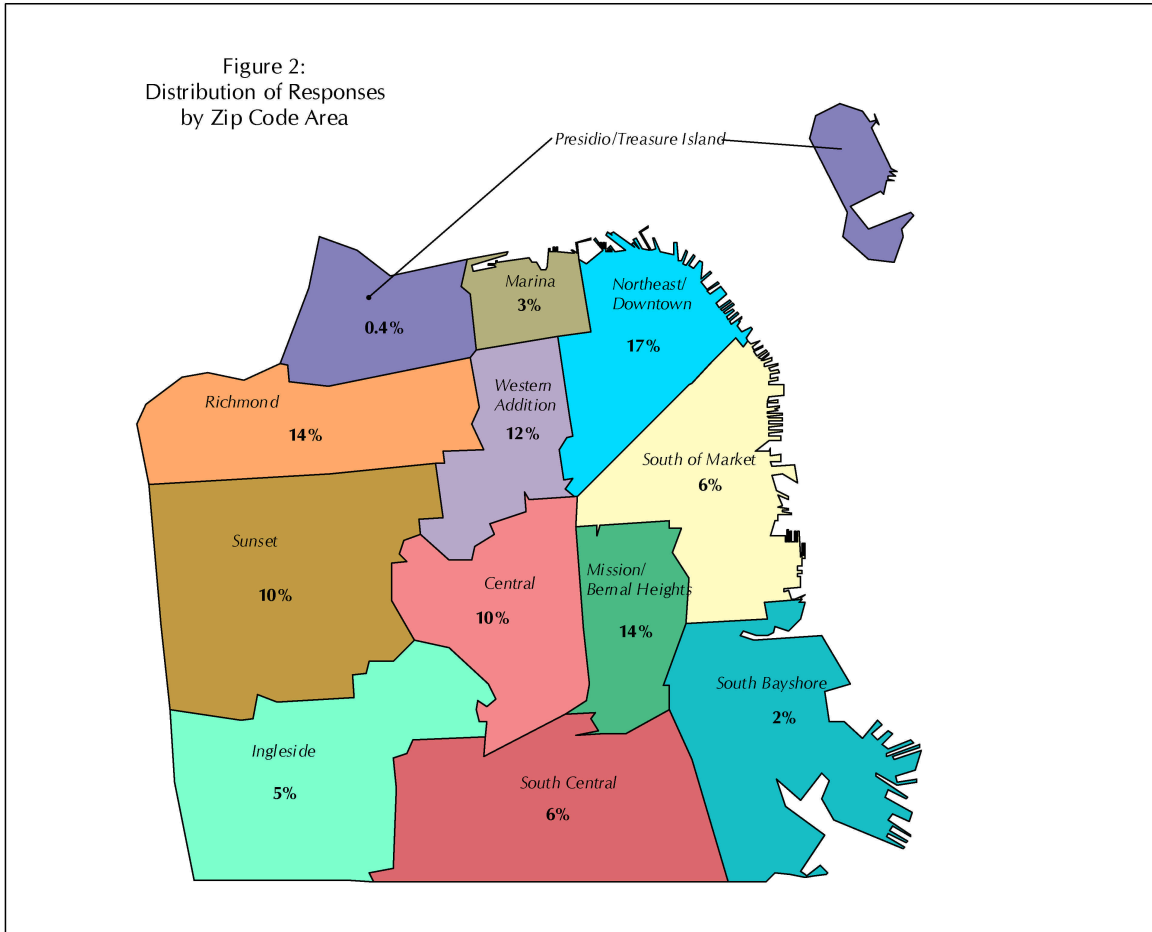 Figure 2:
Distribution of Responses
by Zip Code Area
Presidio/Treasure Island
0.4%
Marina
3%
Northeast/
Downtown
17%
Richmond
14%
Western
Addition
12%
South of Market
6%
Sunset
10%
Central
10%
Mission/
Bernal Heights
14%
South Bayshore
2%
Ingleside
5%
South Central
6%